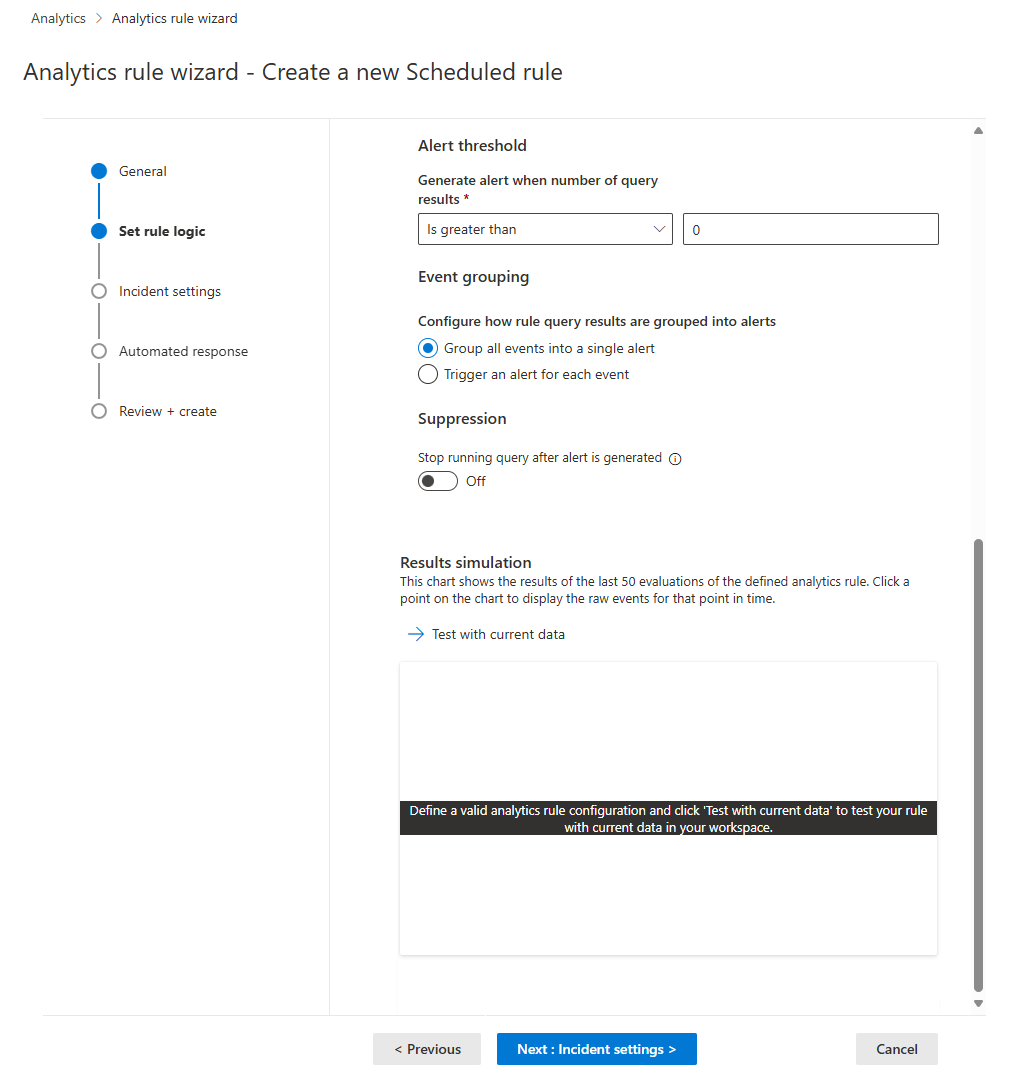 Analytics > Analytics rule wizard
Analytics rule wizard - Create a new Scheduled rule
General
Set rule logic
Incident settings
Automated response
Review + create
Alert threshold
Generate alert when number of query
results *
Is greater than
0
Event grouping
Configure how rule query results are grouped into alerts
Group all events into a single alert
Trigger an alert for each event
Suppression
Stop running query after alert is generated
Off
Results simulation
This chart shows the results of the last 50 evaluations of the defined analytics rule. Click a
point on the chart to display the raw events for that point in time.
Test with current data
Define a valid analytics rule configuration and click 'Test with current data' to test your rule
with current data in your workspace.
< Previous
Next : Incident settings >
Cancel